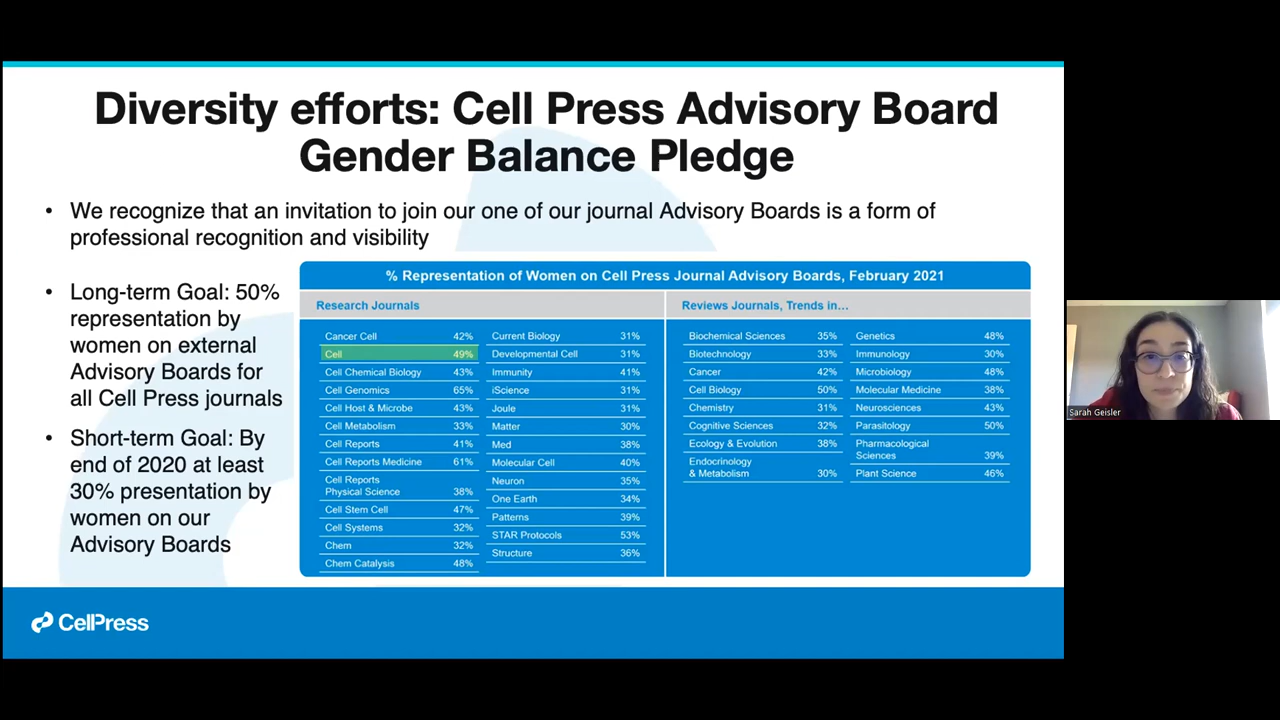 Diversity efforts: Cell Press Advisory Board
Gender Balance Pledge
• We recognize that an invitation to join our one of our journal Advisory Boards is a form of
professional recognition and visibility
• Long-term Goal: 50%
representation by
women on external
Advisory Boards for
all Cell Press journals
• Short-term Goal: By
end of 2020 at least
30% presentation by
women on our
Advisory Boards
% Representation of Women on Cell Press Journal Advisory Boards, February 2021
Research Journals
Cancer Cell 42%
Cell 49%
Cell Chemical Biology 43%
Cell Genomics 65%
Cell Host & Microbe 43%
Cell Metabolism 33%
Cell Reports 41%
Cell Reports Medicine 61%
Cell Reports
Physical Science 38%
Cell Stem Cell 47%
Cell Systems 32%
Chem 32%
Chem Catalysis 48%
Current Biology 31%
Developmental Cell 31%
Immunity 41%
iScience 31%
Joule 31%
Matter 30%
Med 38%
Molecular Cell 40%
Neuron 35%
One Earth 34%
Patterns 39%
STAR Protocols 53%
Structure 36%
Reviews Journals, Trends in...
Biochemical Sciences 35%
Biotechnology 33%
Cancer 42%
Cell Biology 50%
Chemistry 31%
Cognitive Sciences 32%
Ecology & Evolution 38%
Endocrinology
& Metabolism 30%
Genetics 48%
Immunology 30%
Microbiology 48%
Molecular Medicine 38%
Neurosciences 43%
Parasitology 50%
Pharmacological
Sciences 39%
Plant Science 46%
CellPress
Sarah Geisler